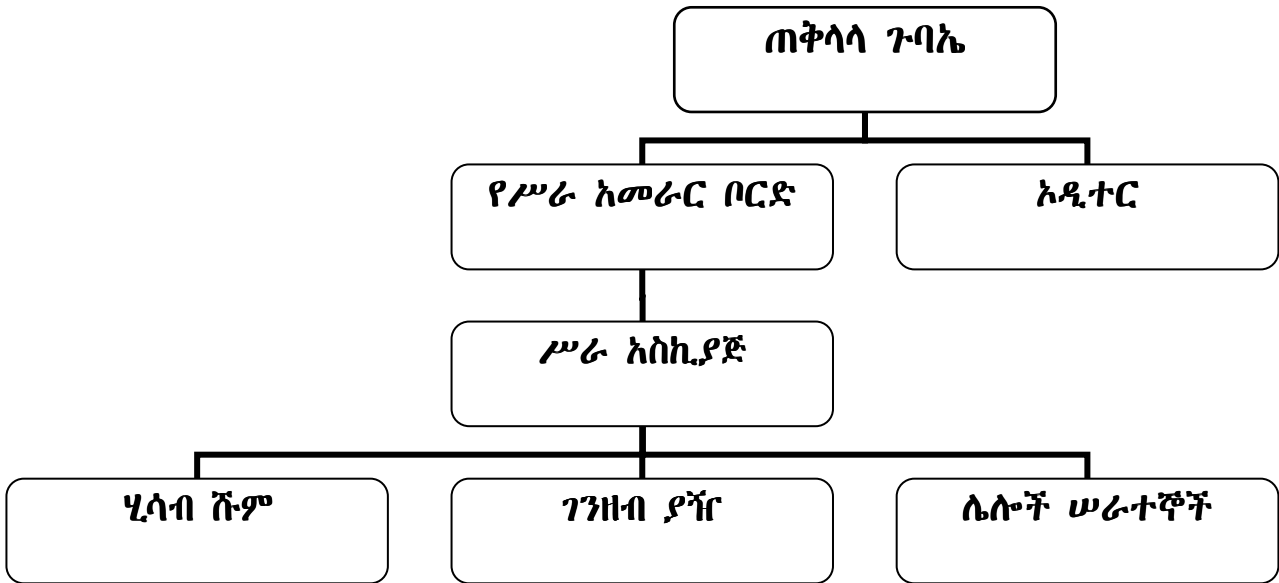 ጠቅላላ ጉባኤ
የሥራ አመራር ቦርድ
ኦዲተር
ሥራ አስኪያጅ
ሂሳብ ሹም
ገንዘብ ያዥ
ሌሎች ሠራተኞች